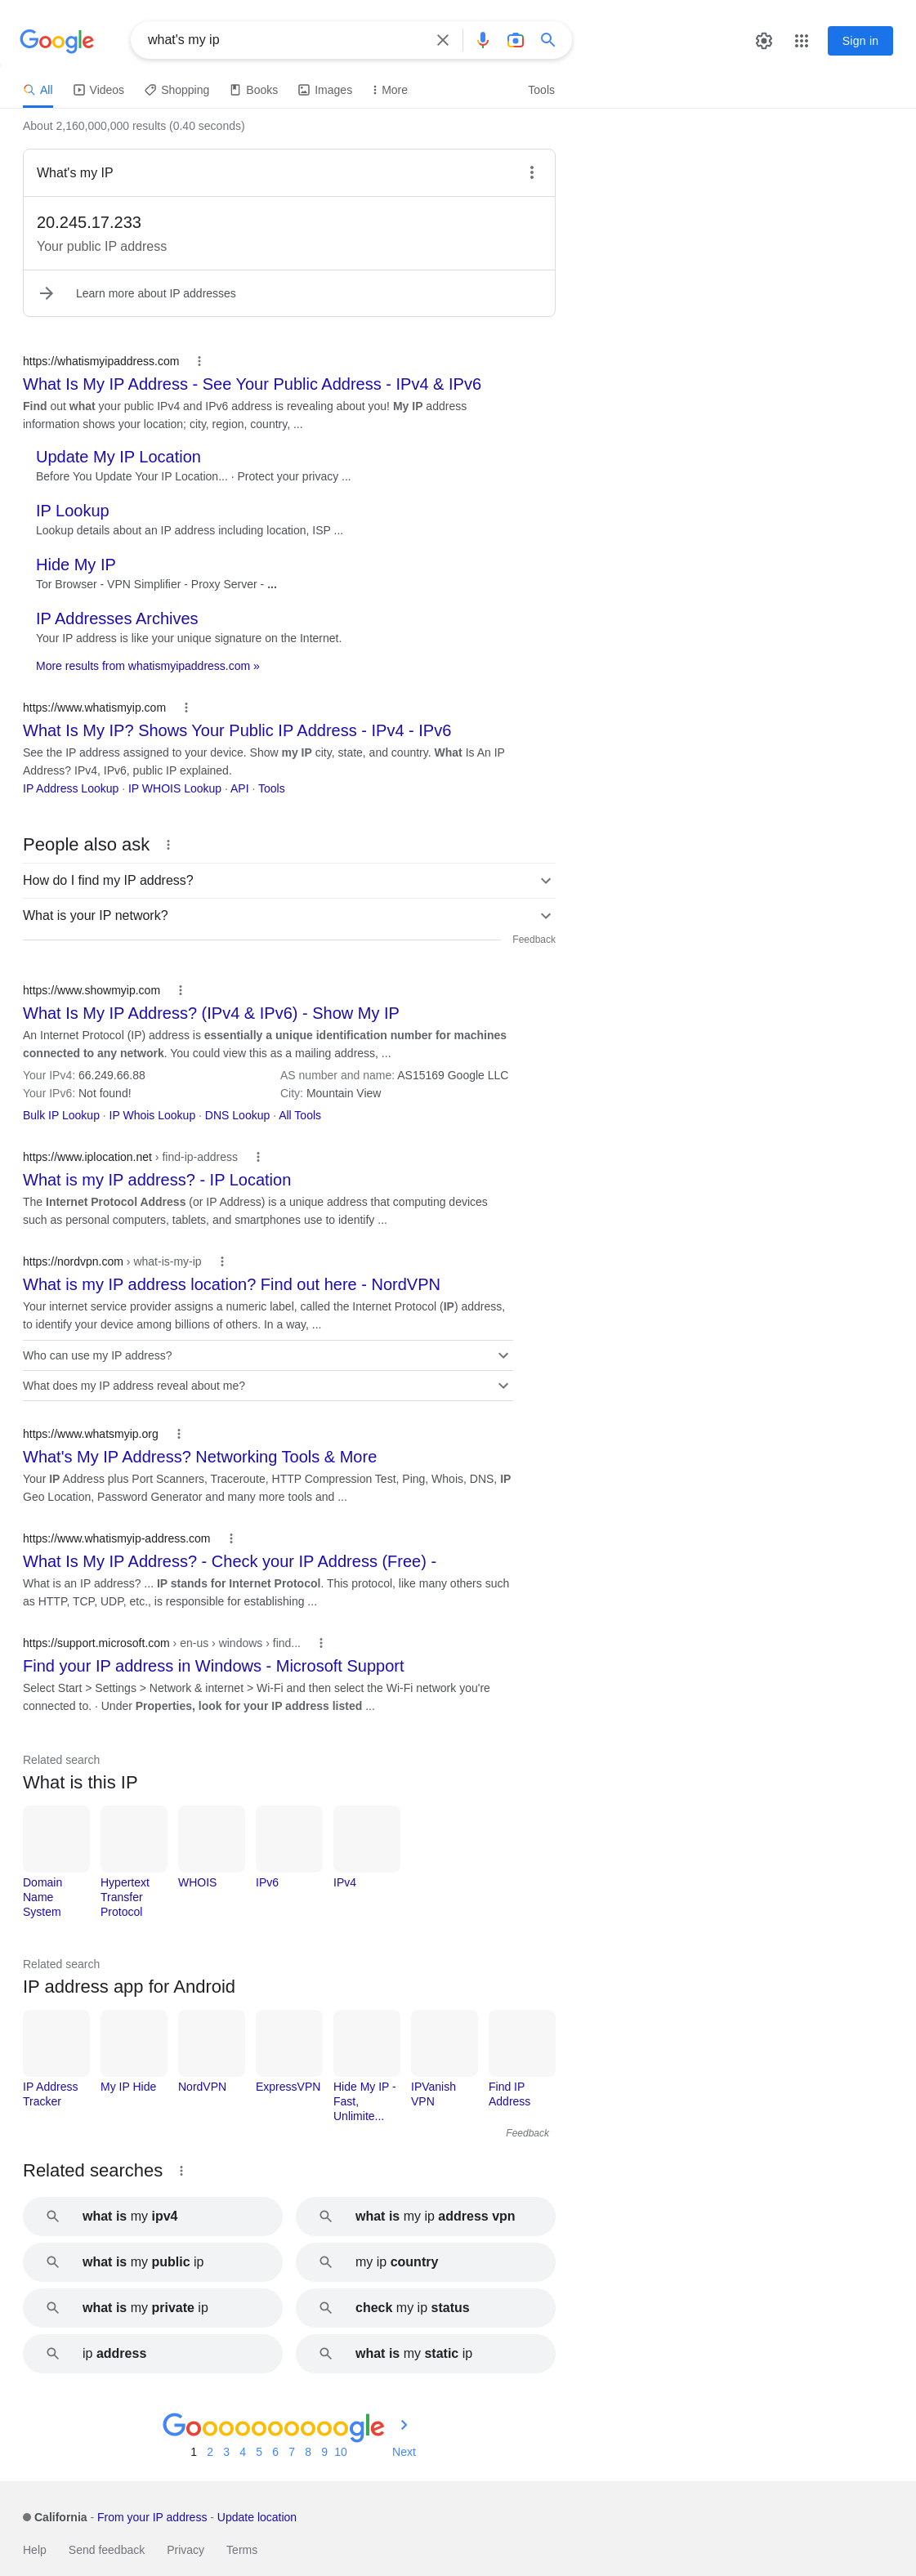 Google
what's my ip
Sign in
All
Videos
Shopping
Books
Images
More
Tools
About 2,160,000,000 results (0.40 seconds)
What's my IP
20.245.17.233
Your public IP address
Learn more about IP addresses
https://whatismyipaddress.com
What Is My IP Address - See Your Public Address - IPv4 & IPv6
Find out what your public IPv4 and IPv6 address is revealing about you! My IP address
information shows your location; city, region, country, ...
Update My IP Location
Before You Update Your IP Location... · Protect your privacy ...
IP Lookup
Lookup details about an IP address including location, ISP ...
Hide My IP
Tor Browser - VPN Simplifier - Proxy Server - ...
IP Addresses Archives
Your IP address is like your unique signature on the Internet.
More results from whatismyipaddress.com »
https://www.whatismyip.com
What Is My IP? Shows Your Public IP Address - IPv4 - IPv6
See the IP address assigned to your device. Show my IP city, state, and country. What Is An IP
Address? IPv4, IPv6, public IP explained.
IP Address Lookup · IP WHOIS Lookup · API · Tools
People also ask
How do I find my IP address?
What is your IP network?
Feedback
https://www.showmyip.com
What Is My IP Address? (IPv4 & IPv6) - Show My IP
An Internet Protocol (IP) address is essentially a unique identification number for machines
connected to any network. You could view this as a mailing address, ...
Your IPv4: 66.249.66.88
AS number and name: AS15169 Google LLC
Your IPv6: Not found!
City: Mountain View
Bulk IP Lookup · IP Whois Lookup · DNS Lookup · All Tools
https://www.iplocation.net › find-ip-address
What is my IP address? - IP Location
The Internet Protocol Address (or IP Address) is a unique address that computing devices
such as personal computers, tablets, and smartphones use to identify ...
https://nordvpn.com › what-is-my-ip
What is my IP address location? Find out here - NordVPN
Your internet service provider assigns a numeric label, called the Internet Protocol (IP) address,
to identify your device among billions of others. In a way, ...
Who can use my IP address?
What does my IP address reveal about me?
https://www.whatsmyip.org
What's My IP Address? Networking Tools & More
Your IP Address plus Port Scanners, Traceroute, HTTP Compression Test, Ping, Whois, DNS, IP
Geo Location, Password Generator and many more tools and ...
https://www.whatismyip-address.com
What Is My IP Address? - Check your IP Address (Free) -
What is an IP address? ... IP stands for Internet Protocol. This protocol, like many others such
as HTTP, TCP, UDP, etc., is responsible for establishing ...
https://support.microsoft.com › en-us › windows › find...
Find your IP address in Windows - Microsoft Support
Select Start > Settings > Network & internet > Wi-Fi and then select the Wi-Fi network you're
connected to. · Under Properties, look for your IP address listed ...
Related search
What is this IP
Domain
Name
System
Hypertext
Transfer
Protocol
WHOIS
IPv6
IPv4
Related search
IP address app for Android
IP Address
Tracker
My IP Hide
NordVPN
ExpressVPN
Hide My IP -
Fast,
Unlimite...
IPVanish
VPN
Find IP
Address
Feedback
Related searches
what is my ipv4
what is my ip address vpn
what is my public ip
my ip country
what is my private ip
check my ip status
ip address
what is my static ip
Goooooooooogle
1 2 3 4 5 6 7 8 9 10 Next
California - From your IP address - Update location
Help Send feedback Privacy Terms